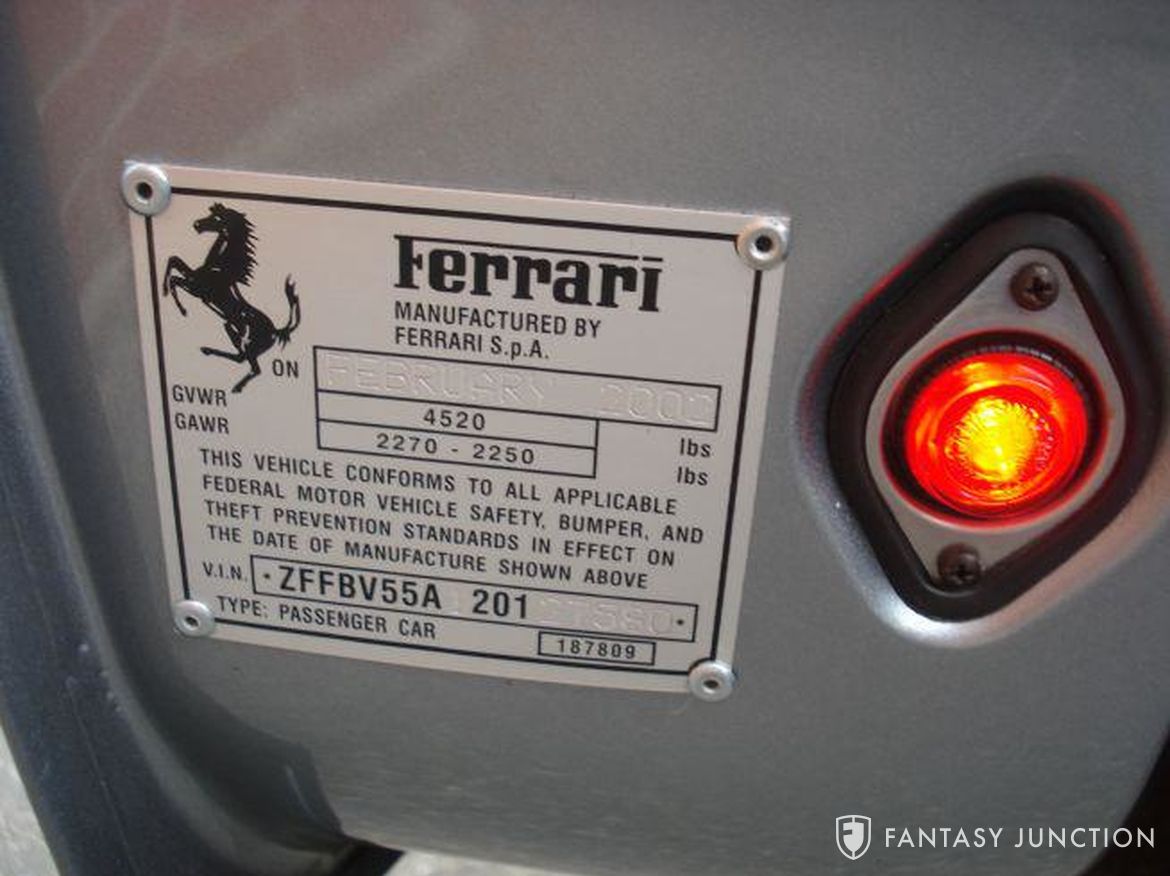 Ferrari
MANUFACTURED BY
FERRARI S.p.A.
ON FEBRUARY
GVWR 4520 lbs
GAWR 2270 - 2250 lbs
THIS VEHICLE CONFORMS TO ALL APPLICABLE
FEDERAL MOTOR VEHICLE SAFETY, BUMPER, AND
THEFT PREVENTION STANDARDS IN EFFECT ON
THE DATE OF MANUFACTURE SHOWN ABOVE
V.I.N. · ZFFBV55A 201
TYPE: PASSENGER CAR 187809
FANTASY JUNCTION